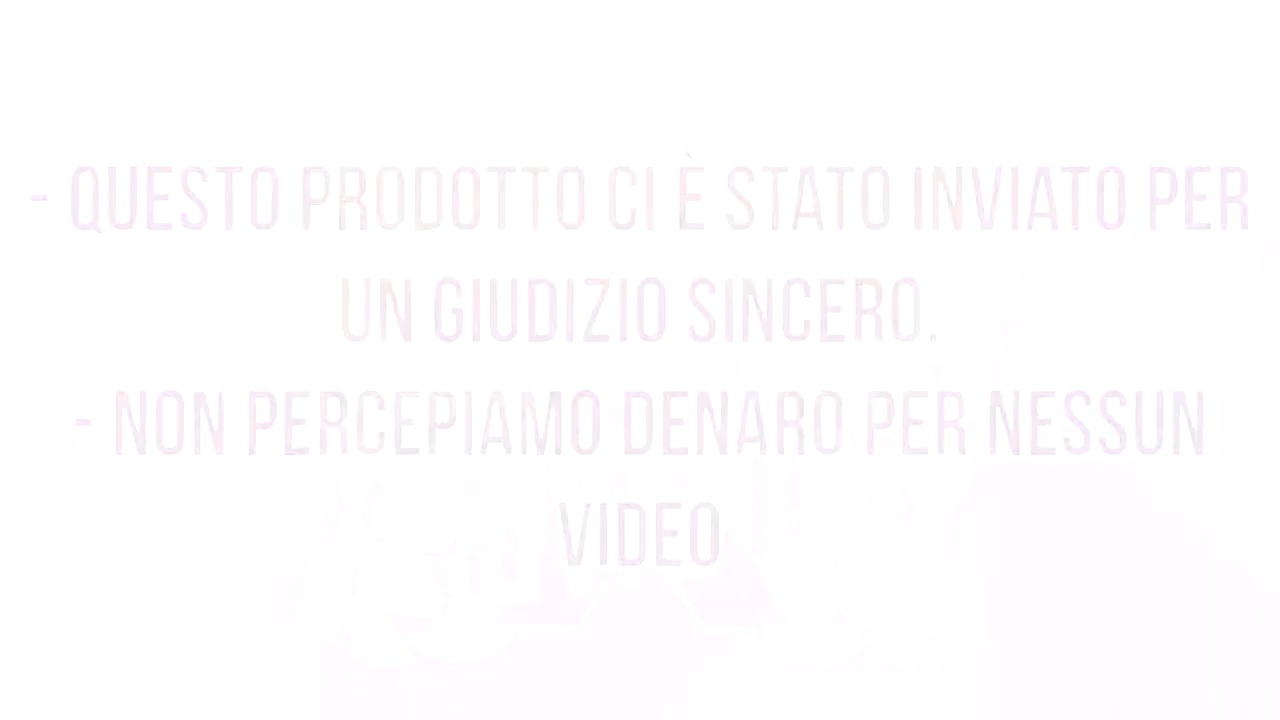 - QUESTO PRODOTTO CI È STATO INVIATO PER
UN GIUDIZIO SINCERO.
- NON PERCEPIAMO DENARO PER NESSUN
VIDEO